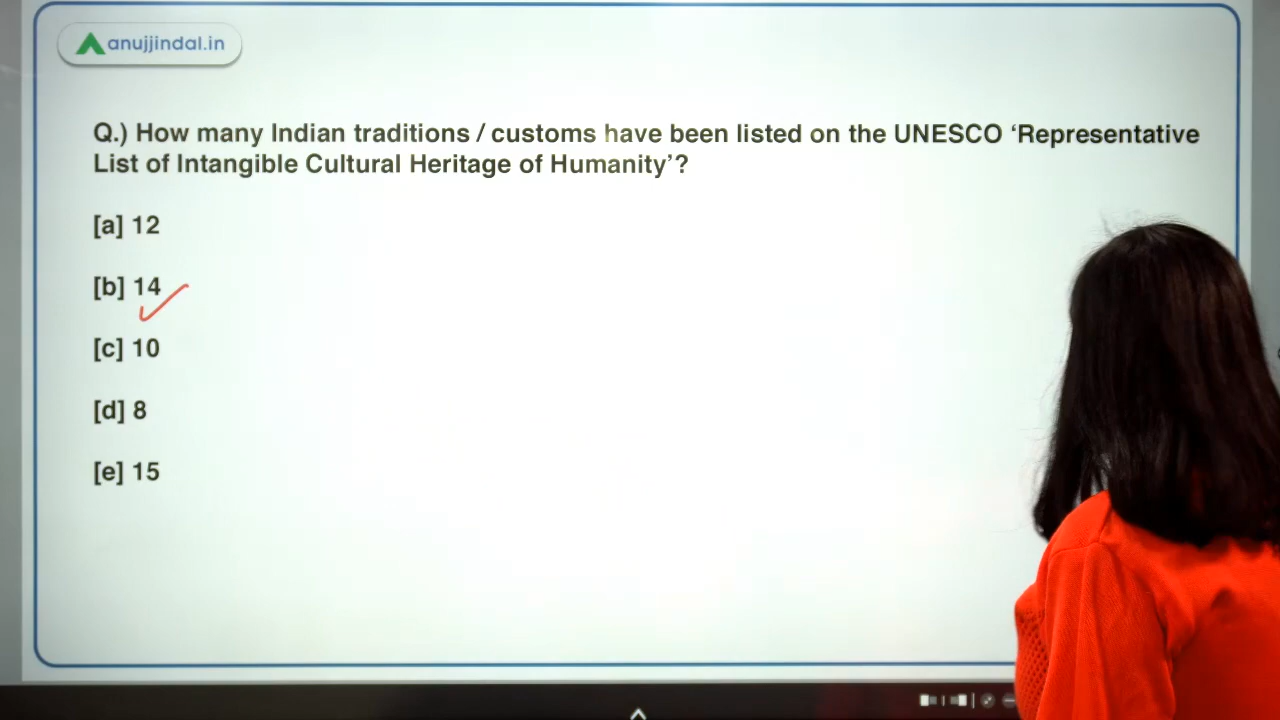 anujjindal.in
Q.) How many Indian traditions / customs have been listed on the UNESCO ‘Representative
List of Intangible Cultural Heritage of Humanity’?
[a] 12
[b] 14
[c] 10
[d] 8
[e] 15